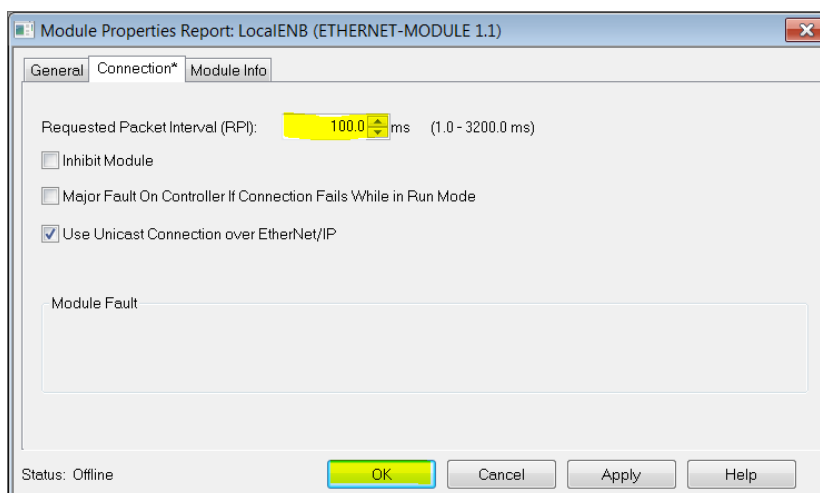 Module Properties Report: LocalENB (ETHERNET-MODULE 1.1)
General Connection* Module Info
Requested Packet Interval (RPI): 100.0 ms (1.0 - 3200.0 ms)
Inhibit Module
Major Fault On Controller If Connection Fails While in Run Mode
Use Unicast Connection over EtherNet/IP
Module Fault
Status: Offline OK Cancel Apply Help